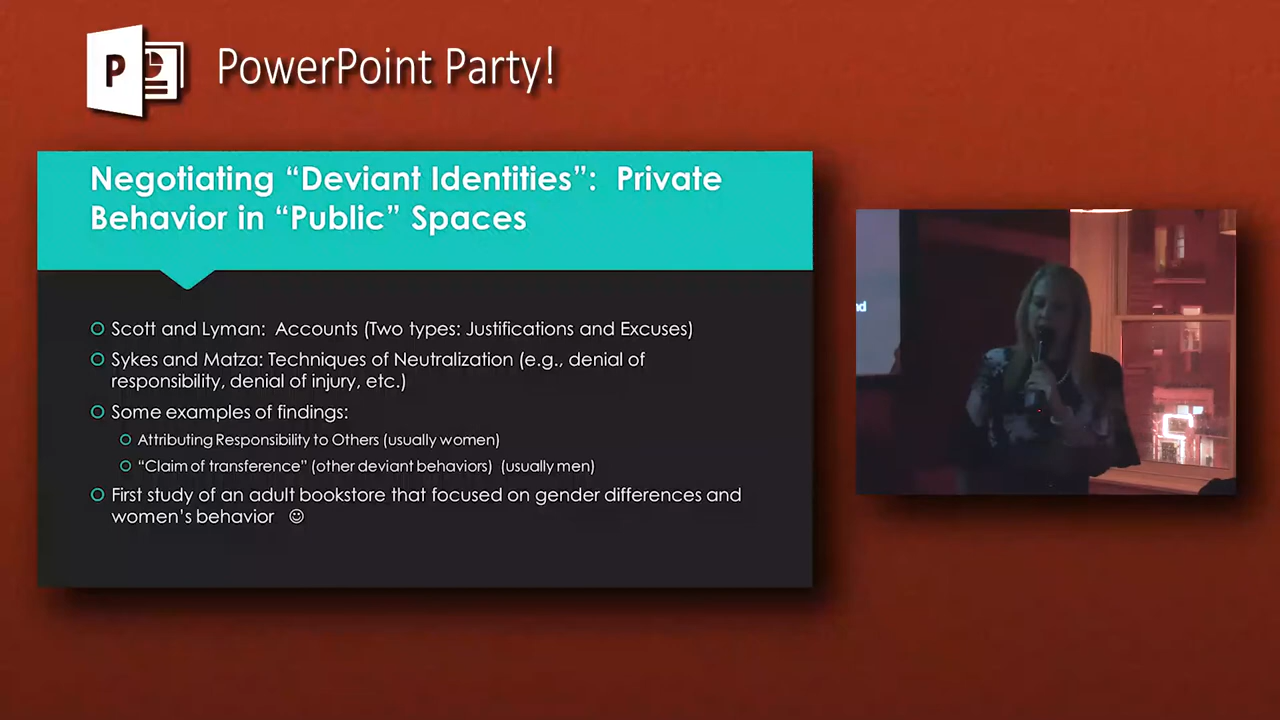 P PowerPoint Party!
Negotiating “Deviant Identities”: Private
Behavior in “Public” Spaces
Scott and Lyman: Accounts (Two types: Justifications and Excuses)
Sykes and Matza: Techniques of Neutralization (e.g., denial of
responsibility, denial of injury, etc.)
Some examples of findings:
Attributing Responsibility to Others (usually women)
“Claim of transference” (other deviant behaviors) (usually men)
First study of an adult bookstore that focused on gender differences and
women’s behavior ☺